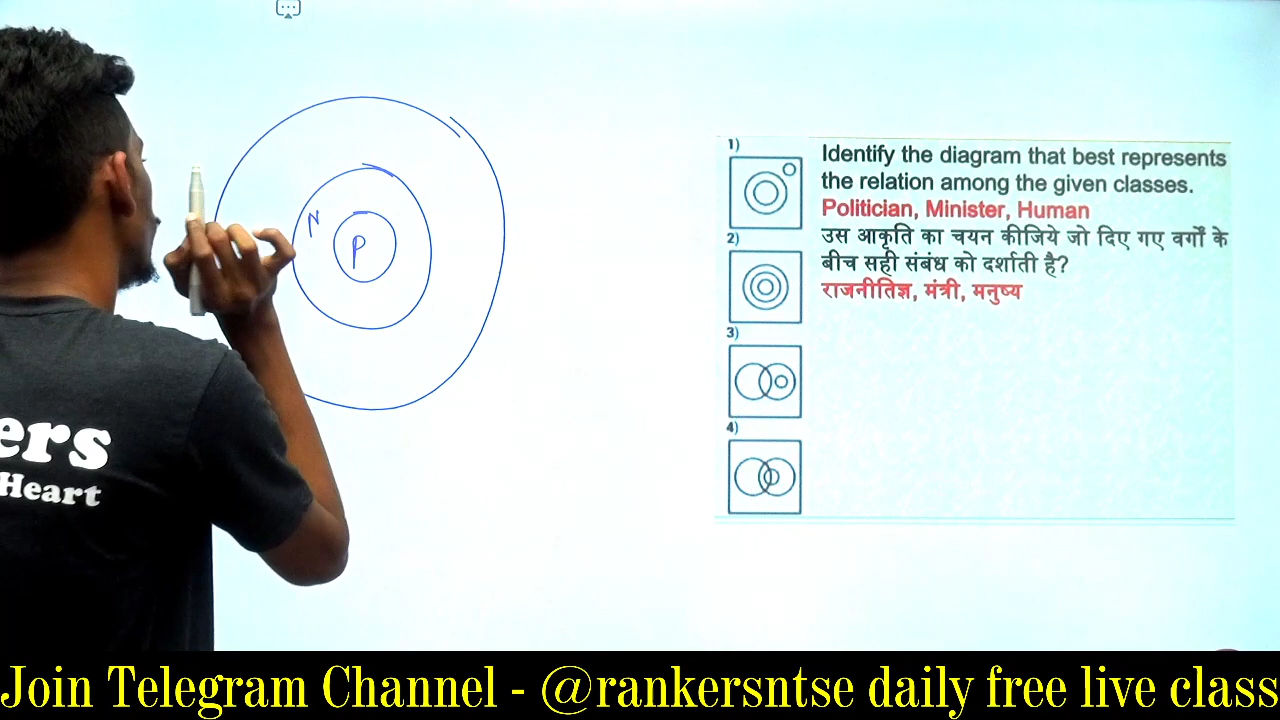 N
P
ers
Heart
1)
2)
3)
4)
Identify the diagram that best represents
the relation among the given classes.
Politician, Minister, Human
उस आकृति का चयन कीजिये जो दिए गए वर्गों के
बीच सही संबंध को दर्शाती है?
राजनीतिज्ञ, मंत्री, मनुष्य
Join Telegram Channel - @rankersntse daily free live class